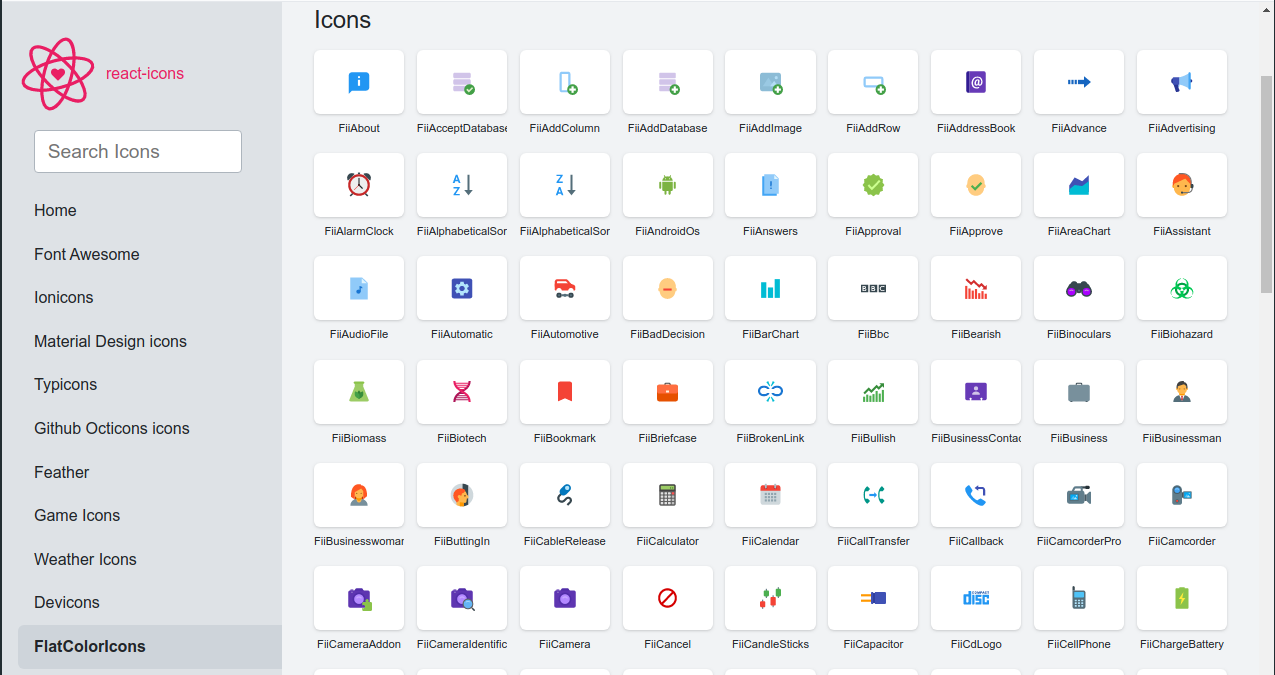 react-icons
Search Icons
Home
Font Awesome
Ionicons
Material Design icons
Typicons
Github Octicons icons
Feather
Game Icons
Weather Icons
Devicons
FlatColorIcons
Icons
FiiAbout
FiiAcceptDatabase
FiiAddColumn
FiiAddDatabase
FiiAddImage
FiiAddRow
FiiAddressBook
FiiAdvance
FiiAdvertising
A
Z
Z
A
FiiAlarmClock
FiiAlphabeticalSor
FiiAlphabeticalSor
FiiAndroidOs
FiiAnswers
FiiApproval
FiiApprove
FiiAreaChart
FiiAssistant
BBC
FiiAudioFile
FiiAutomatic
FiiAutomotive
FiiBadDecision
FiiBarChart
FiiBbc
FiiBearish
FiiBinoculars
FiiBiohazard
FiiBiomass
FiiBiotech
FiiBookmark
FiiBriefcase
FiiBrokenLink
FiiBullish
FiiBusinessContac
FiiBusiness
FiiBusinessman
FiiBusinesswoman
FiiButtingIn
FiiCableRelease
FiiCalculator
FiiCalendar
FiiCallTransfer
FiiCallback
FiiCamcorderPro
FiiCamcorder
COMPACT
disc
FiiCameraAddon
FiiCameraIdentific
FiiCamera
FiiCancel
FiiCandleSticks
FiiCapacitor
FiiCdLogo
FiiCellPhone
FiiChargeBattery